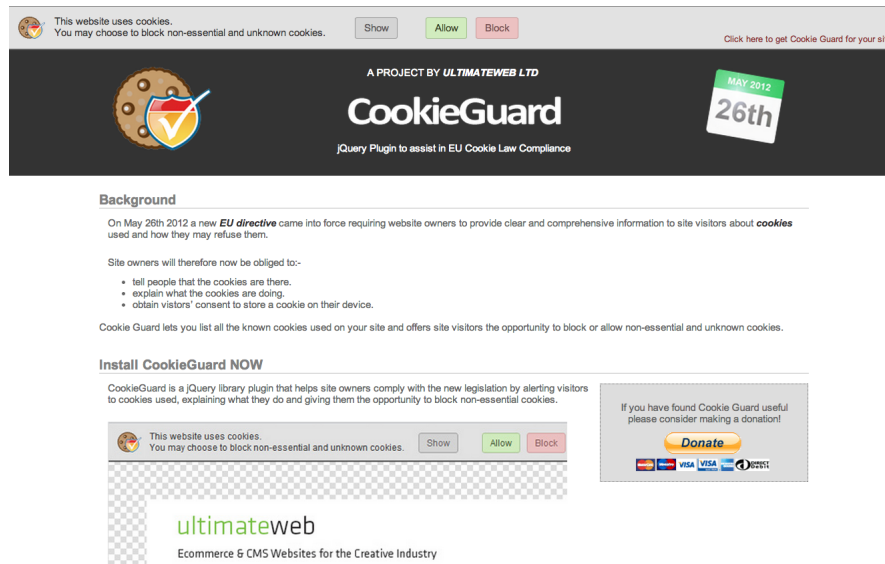 This website uses cookies.
You may choose to block non-essential and unknown cookies.
Show
Allow
Block
Click here to get Cookie Guard for your si
A PROJECT BY ULTIMATEWEB LTD
CookieGuard
jQuery Plugin to assist in EU Cookie Law Compliance
MAY 2012
26th
Background
On May 26th 2012 a new EU directive came into force requiring website owners to provide clear and comprehensive information to site visitors about cookies
used and how they may refuse them.
Site owners will therefore now be obliged to:-
• tell people that the cookies are there.
• explain what the cookies are doing.
• obtain vistors' consent to store a cookie on their device.
Cookie Guard lets you list all the known cookies used on your site and offers site visitors the opportunity to block or allow non-essential and unknown cookies.
Install CookieGuard NOW
CookieGuard is a jQuery library plugin that helps site owners comply with the new legislation by alerting visitors
to cookies used, explaining what they do and giving them the opportunity to block non-essential cookies.
If you have found Cookie Guard useful
please consider making a donation!
Donate
VISA
VISA
DIRECT
Debit
This website uses cookies.
You may choose to block non-essential and unknown cookies.
Show
Allow
Block
ultimateweb
Ecommerce & CMS Websites for the Creative Industry